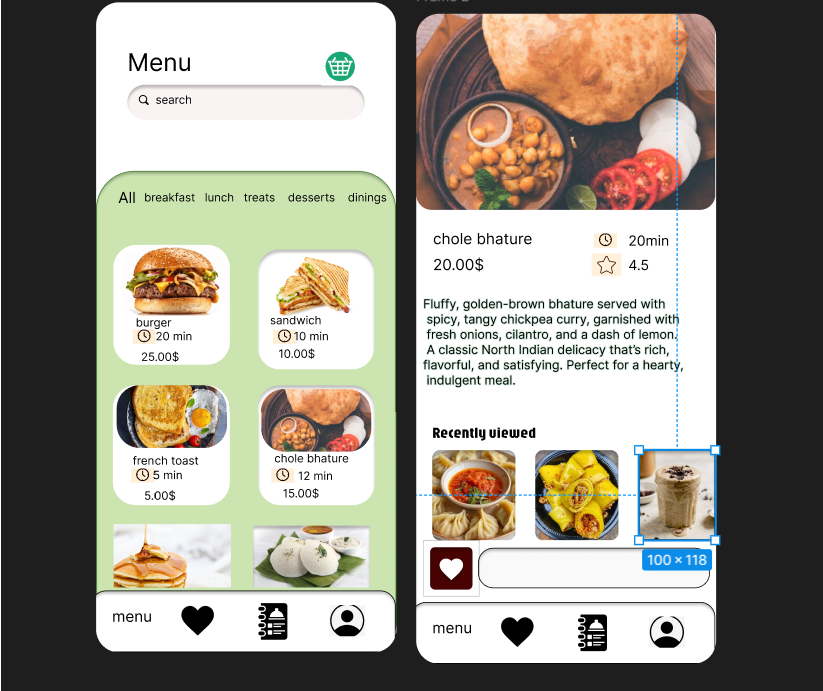 Menu
search
All breakfast lunch treats desserts dinings
burger
20 min
25.00$
sandwich
10 min
10.00$
french toast
5 min
5.00$
chole bhature
12 min
15.00$
menu
chole bhature
20min
20.00$
4.5
Fluffy, golden-brown bhature served with
spicy, tangy chickpea curry, garnished with
fresh onions, cilantro, and a dash of lemon.
A classic North Indian delicacy that's rich,
flavorful, and satisfying. Perfect for a hearty,
indulgent meal.
Recently viewed
100 × 118
menu